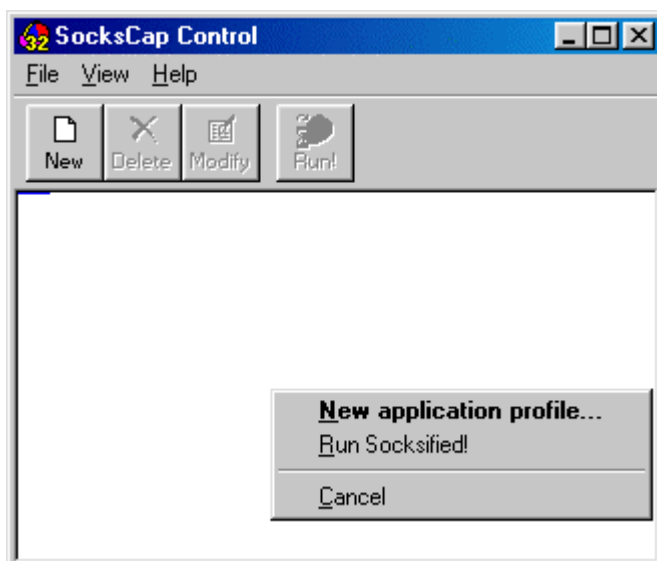 32 SocksCap Control
File View Help
New Delete Modify Run!
New application profile...
Run Socksified!
Cancel